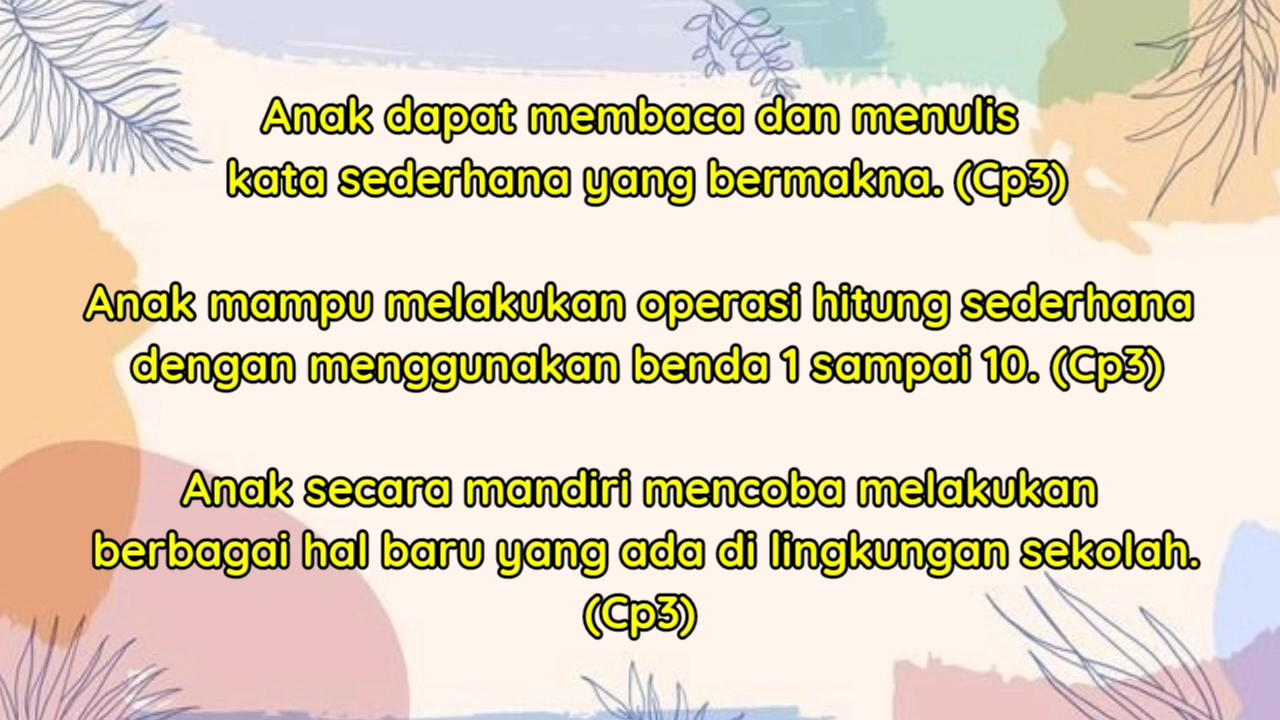 Anak dapat membaca dan menulis
kata sederhana yang bermakna. (Cp3)
Anak mampu melakukan operasi hitung sederhana
dengan menggunakan benda 1 sampai 10. (Cp3)
Anak secara mandiri mencoba melakukan
berbagai hal baru yang ada di lingkungan sekolah.
(Cp3)